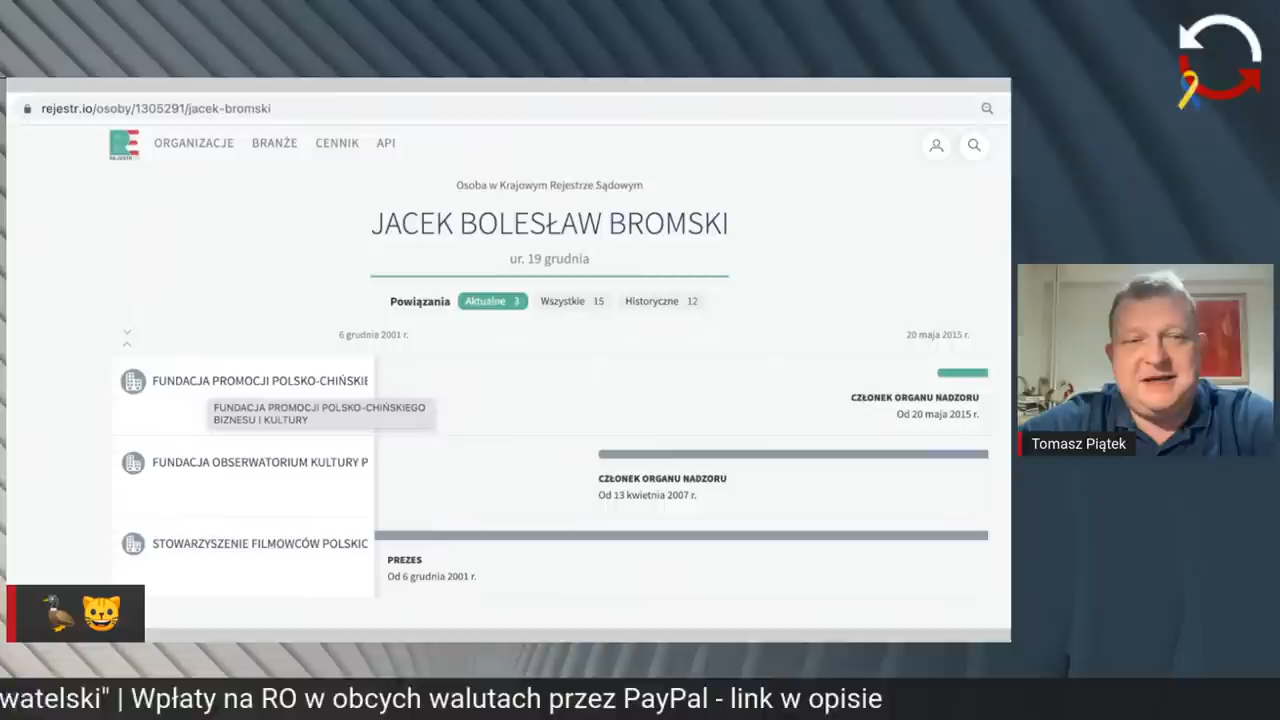 rejestr.io/osoby/1305291/jacek-bromski
ORGANIZACJE BRANŻE CENNIK API
Osoba w Krajowym Rejestrze Sądowym
JACEK BOLESŁAW BROMSKI
ur. 19 grudnia
Powiązania Aktualne 3 Wszystkie 15 Historyczne 12
6 grudnia 2001 r. 20 maja 2015 r.
FUNDACJA PROMOCJI POLSKO-CHIŃSKIE
FUNDACJA PROMOCJI POLSKO-CHIŃSKIEGO
BIZNESU I KULTURY
CZŁONEK ORGANU NADZORU
Od 20 maja 2015 r.
FUNDACJA OBSERWATORIUM KULTURY P
CZŁONEK ORGANU NADZORU
Od 13 kwietnia 2007 r.
STOWARZYSZENIE FILMOWCÓW POLSKIC
PREZES
Od 6 grudnia 2001 r.
Tomasz Piątek
watelski" | Wpłaty na RO w obcych walutach przez PayPal - link w opisie